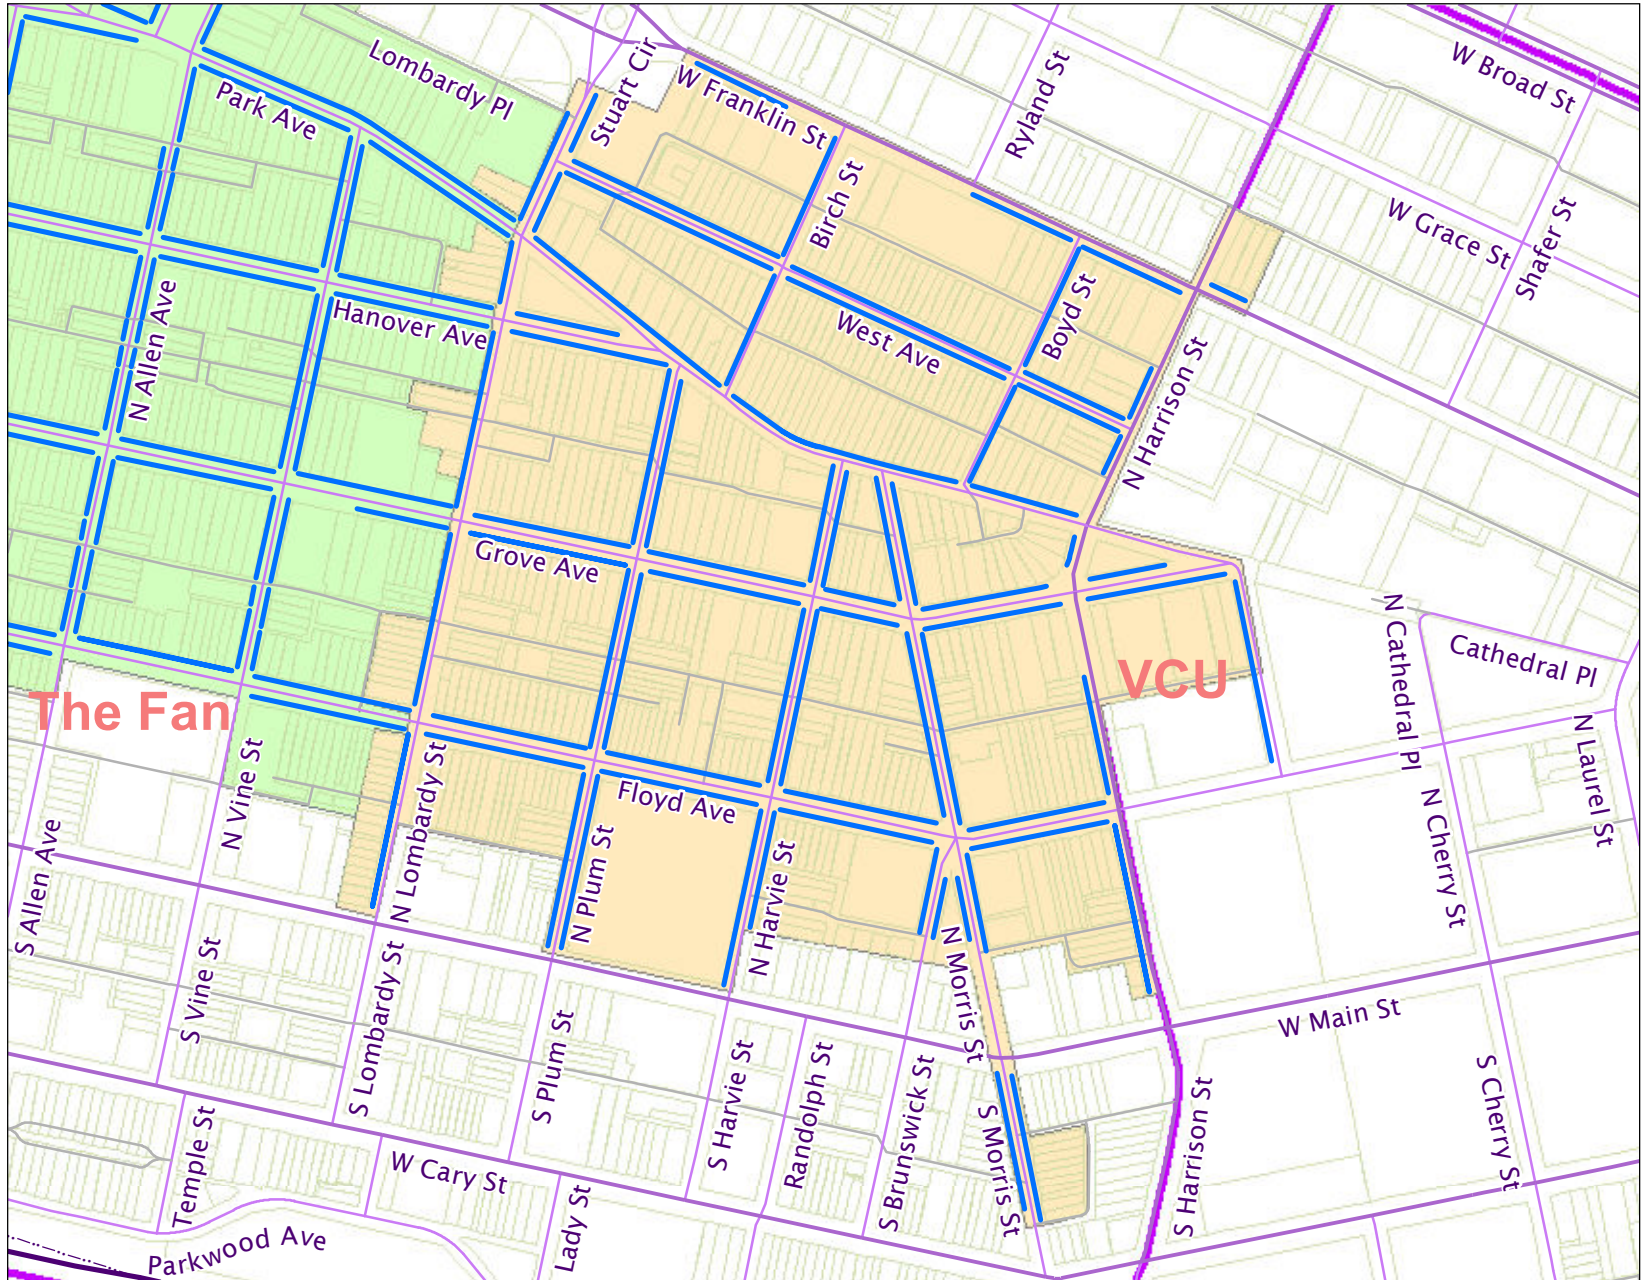 Lombardy Pl
Stuart Cir
W Franklin St
Ryland St
W Broad St
Park Ave
Birch St
W Grace St
Shafer St
N Allen Ave
Hanover Ave
West Ave
Boyd St
N Harrison St
Grove Ave
N Cathedral Pl
Cathedral Pl
VCU
The Fan
N Vine St
N Lombardy St
Floyd Ave
N Laurel St
N Plum St
N Harvie St
N Cherry St
S Allen Ave
S Vine St
S Lombardy St
N Morris St
W Main St
S Plum St
S Harvie St
Randolph St
S Brunswick St
S Morris St
S Harrison St
S Cherry St
Temple St
W Cary St
Lady St
Parkwood Ave